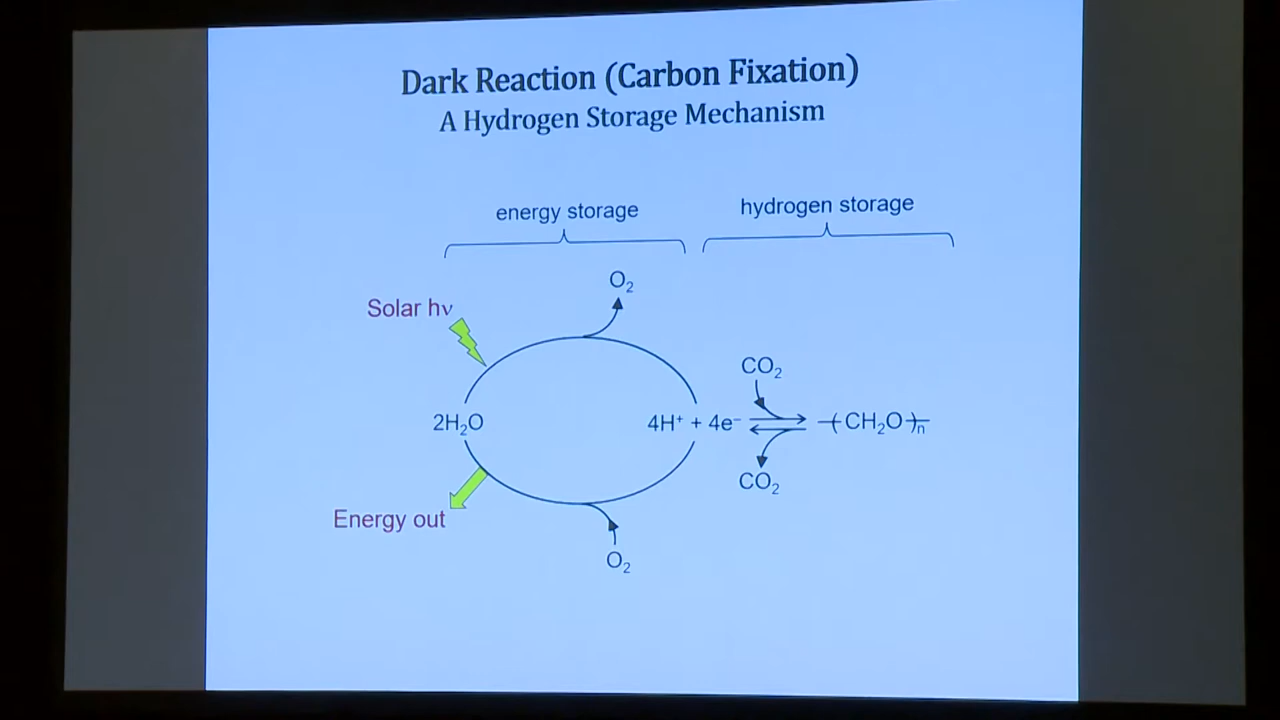 Dark Reaction (Carbon Fixation)
A Hydrogen Storage Mechanism
energy storage
hydrogen storage
O₂
Solar hν
CO₂
2H₂O
4H⁺ + 4e⁻
(CH₂O)ₙ
CO₂
Energy out
O₂